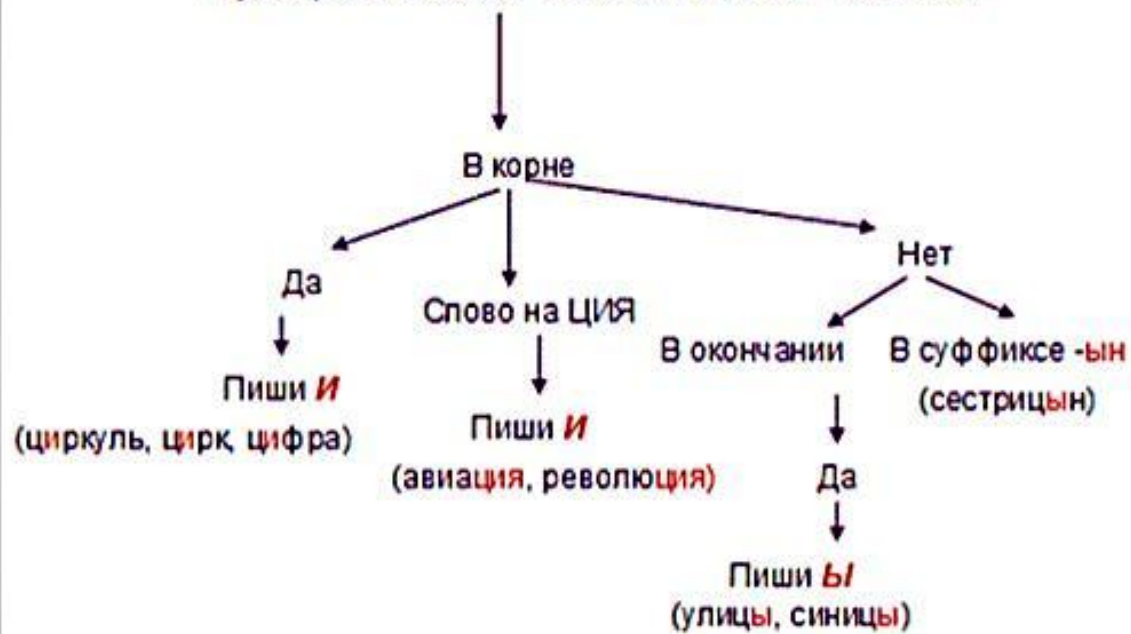 В корне
Да
Слово на ЦИЯ
Нет
Пиши И
(циркуль, цирк, цифра)
Пиши И
(авиация, революция)
В окончании
В суффиксе -ын
(сестрицын)
Да
Пиши Ы
(улицы, синицы)